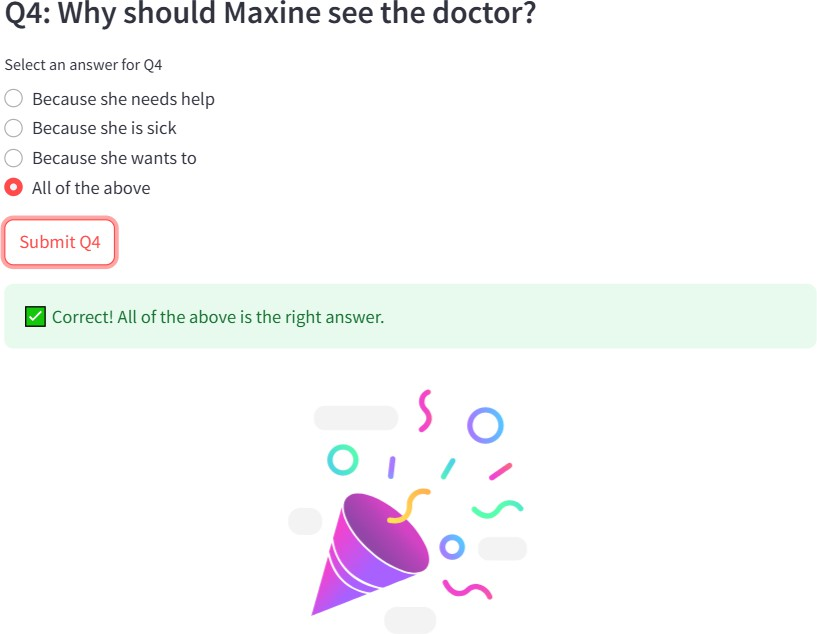 Q4: Why should Maxine see the doctor?
Select an answer for Q4
Because she needs help
Because she is sick
Because she wants to
All of the above
Submit Q4
✅ Correct! All of the above is the right answer.